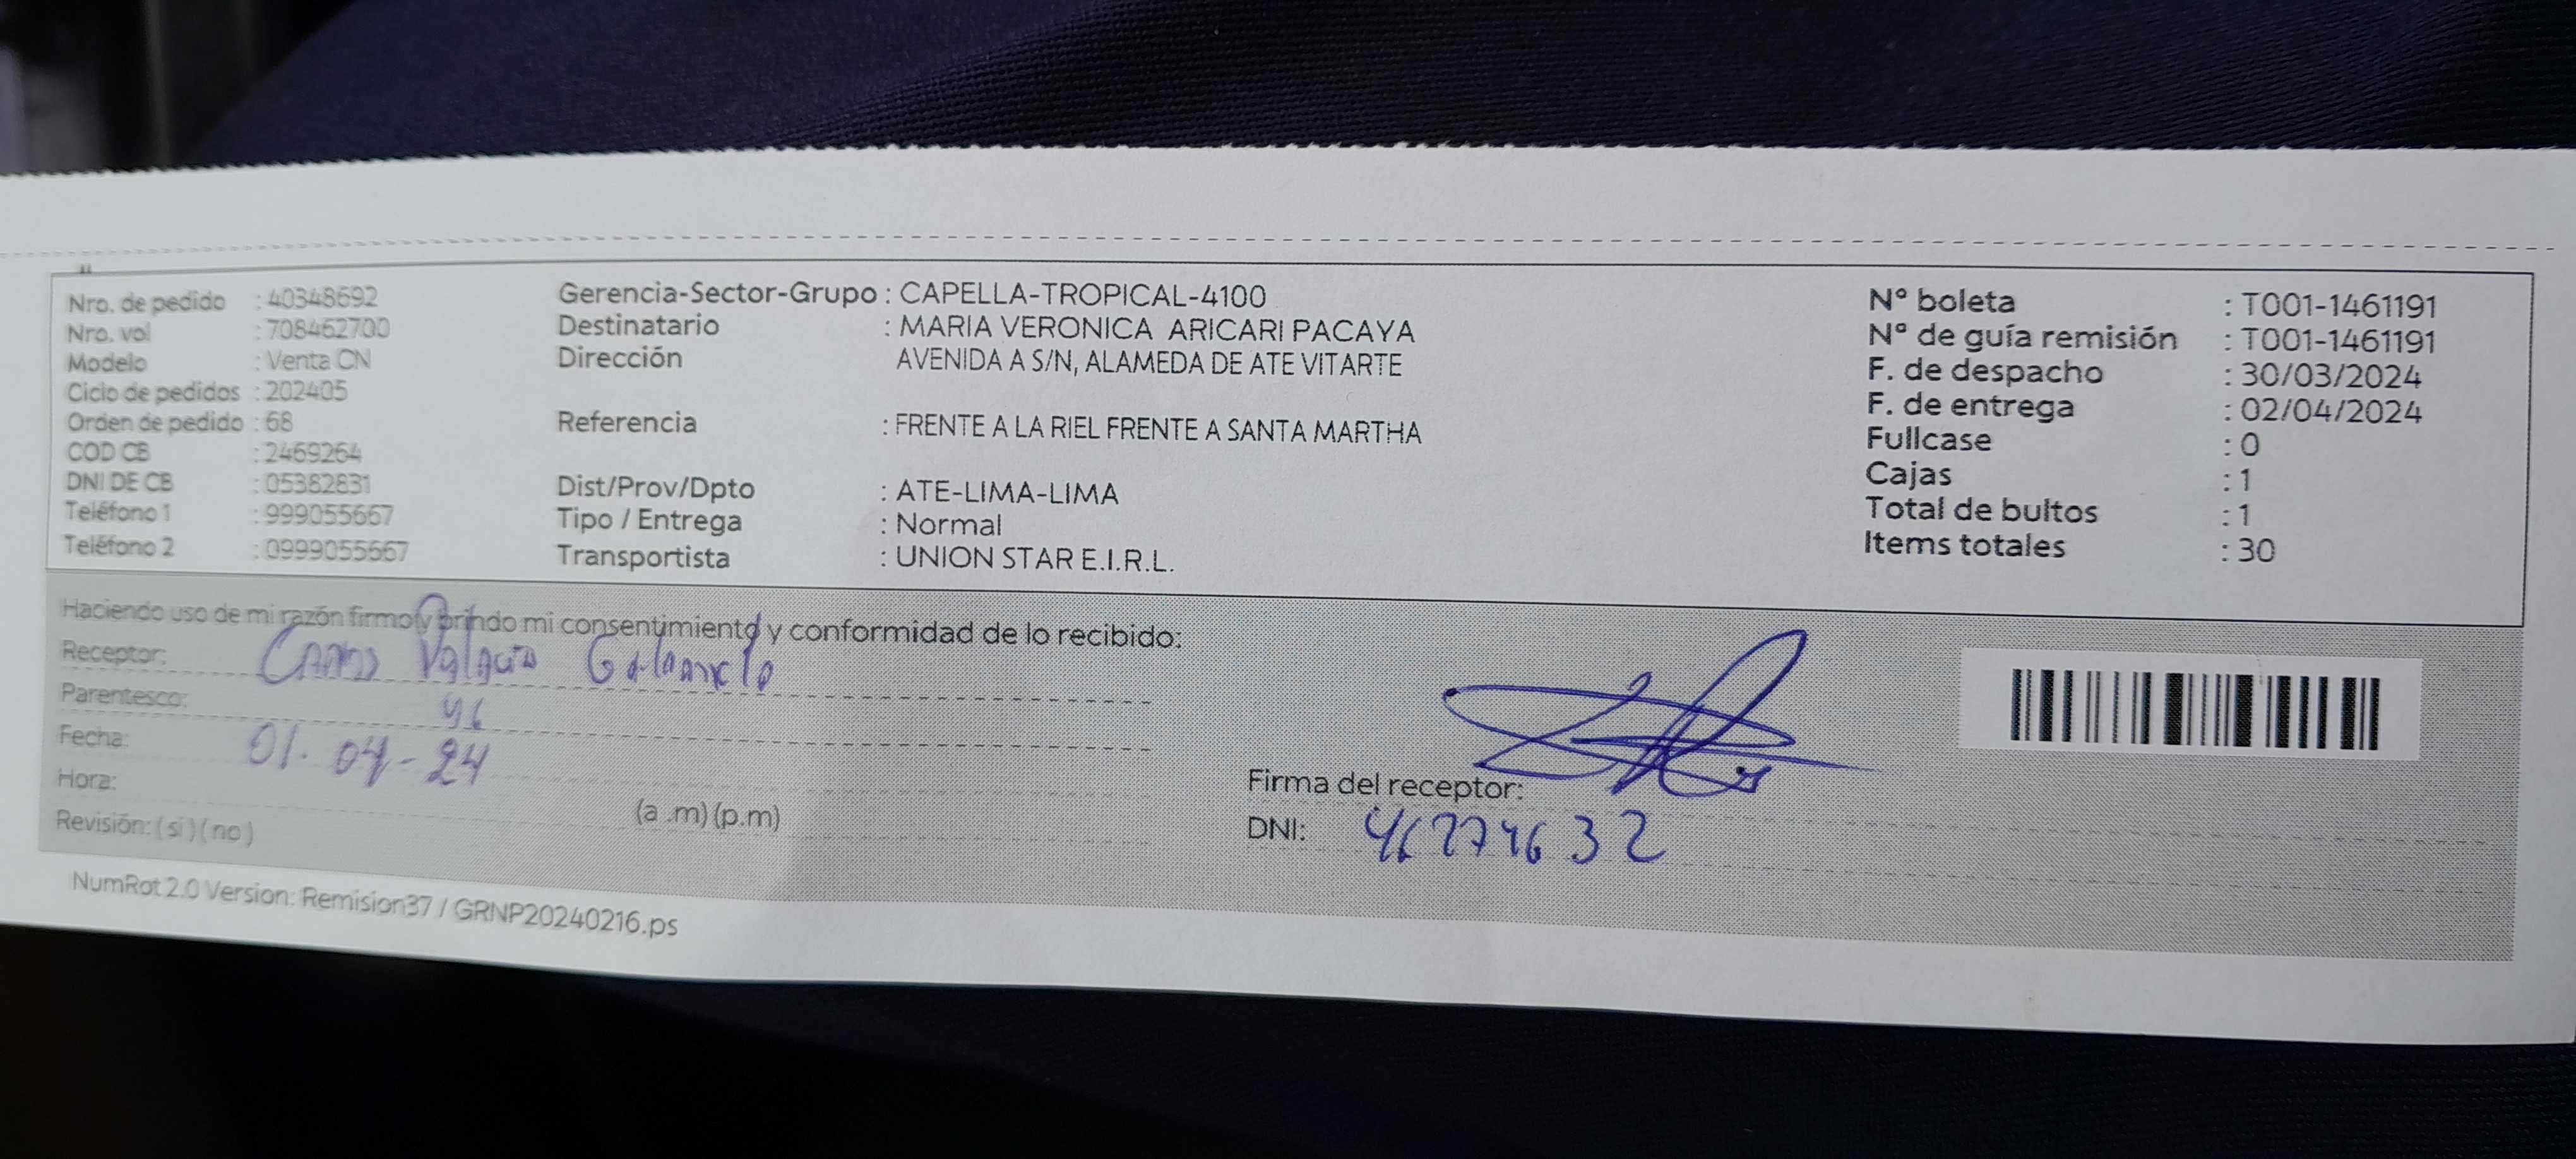 Nro. de pedido : 40348692
Nro. vol : 708462700
Modelo : Venta CN
Ciclo de pedidos : 202405
Orden de pedido : 68
COD CB : 2469264
DNI DE CB : 05382831
Teléfono 1 : 999055667
Teléfono 2 : 0999055667
Gerencia-Sector-Grupo : CAPELLA-TROPICAL-4100
Destinatario : MARIA VERONICA ARICARI PACAYA
Dirección AVENIDA A S/N, ALAMEDA DE ATE VITARTE
Referencia : FRENTE A LA RIEL FRENTE A SANTA MARTHA
Dist/Prov/Dpto : ATE-LIMA-LIMA
Tipo / Entrega : Normal
Transportista : UNION STAR E.I.R.L.
Nº boleta : T001-1461191
Nº de guía remisión : T001-1461191
F. de despacho : 30/03/2024
F. de entrega : 02/04/2024
Fullcase : 0
Cajas : 1
Total de bultos : 1
Items totales : 30
Haciendo uso de mi razón firmo y brindo mi consentimiento y conformidad de lo recibido:
Receptor: Carlos
Parentesco:
Fecha: 01-04-24
Hora: (a .m) (p.m)
Revisión: ( si ) ( no )
Firma del receptor:
DNI: 46274632
NumRot 2.0 Version: Remision37 / GRNP20240216.ps